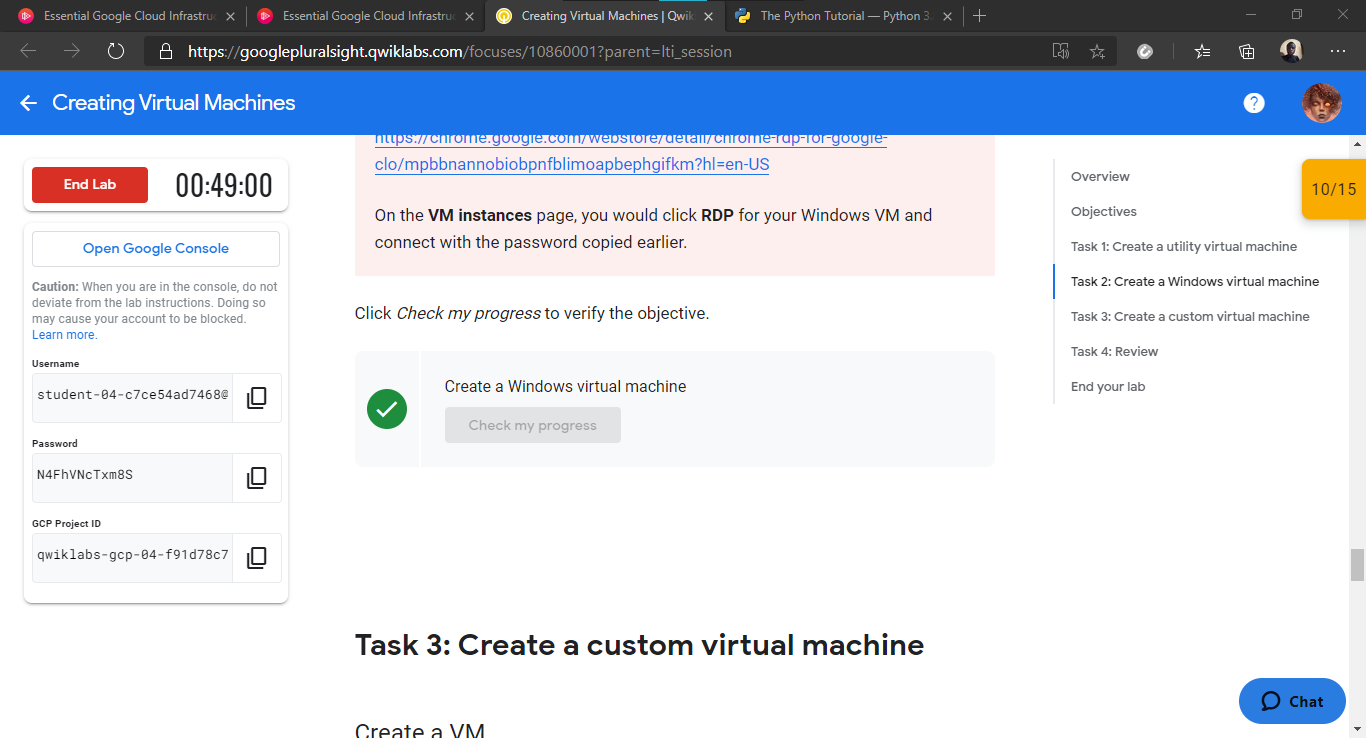 Essential Google Cloud Infrastruc
Essential Google Cloud Infrastruc
Creating Virtual Machines | Qwik
The Python Tutorial — Python 3.
https://googlepluralsight.qwiklabs.com/focuses/10860001?parent=lti_session
Creating Virtual Machines
?
End Lab
00:49:00
Open Google Console
Caution: When you are in the console, do not
deviate from the lab instructions. Doing so
may cause your account to be blocked.
Learn more.
Username
student-04-c7ce54ad7468@
Password
N4FhVNcTxm8S
GCP Project ID
qwiklabs-gcp-04-f91d78c7
https://chrome.google.com/webstore/detail/chrome-rdp-for-google-
clo/mpbbnannobiobpnfblimoapbephgifkm?hl=en-US
On the VM instances page, you would click RDP for your Windows VM and
connect with the password copied earlier.
Click Check my progress to verify the objective.
Create a Windows virtual machine
Check my progress
Task 3: Create a custom virtual machine
Create a VM
Overview
Objectives
Task 1: Create a utility virtual machine
Task 2: Create a Windows virtual machine
Task 3: Create a custom virtual machine
Task 4: Review
End your lab
10/15
Chat